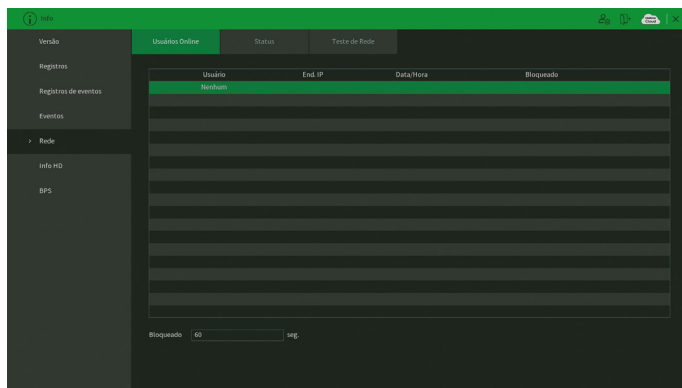 Info
Versão
Registros
Registros de eventos
Eventos
> Rede
Info HD
BPS
Usuários Online Status Teste de Rede
Usuário End. IP Data/Hora Bloqueado
Nenhum
Bloqueado 60 seg.